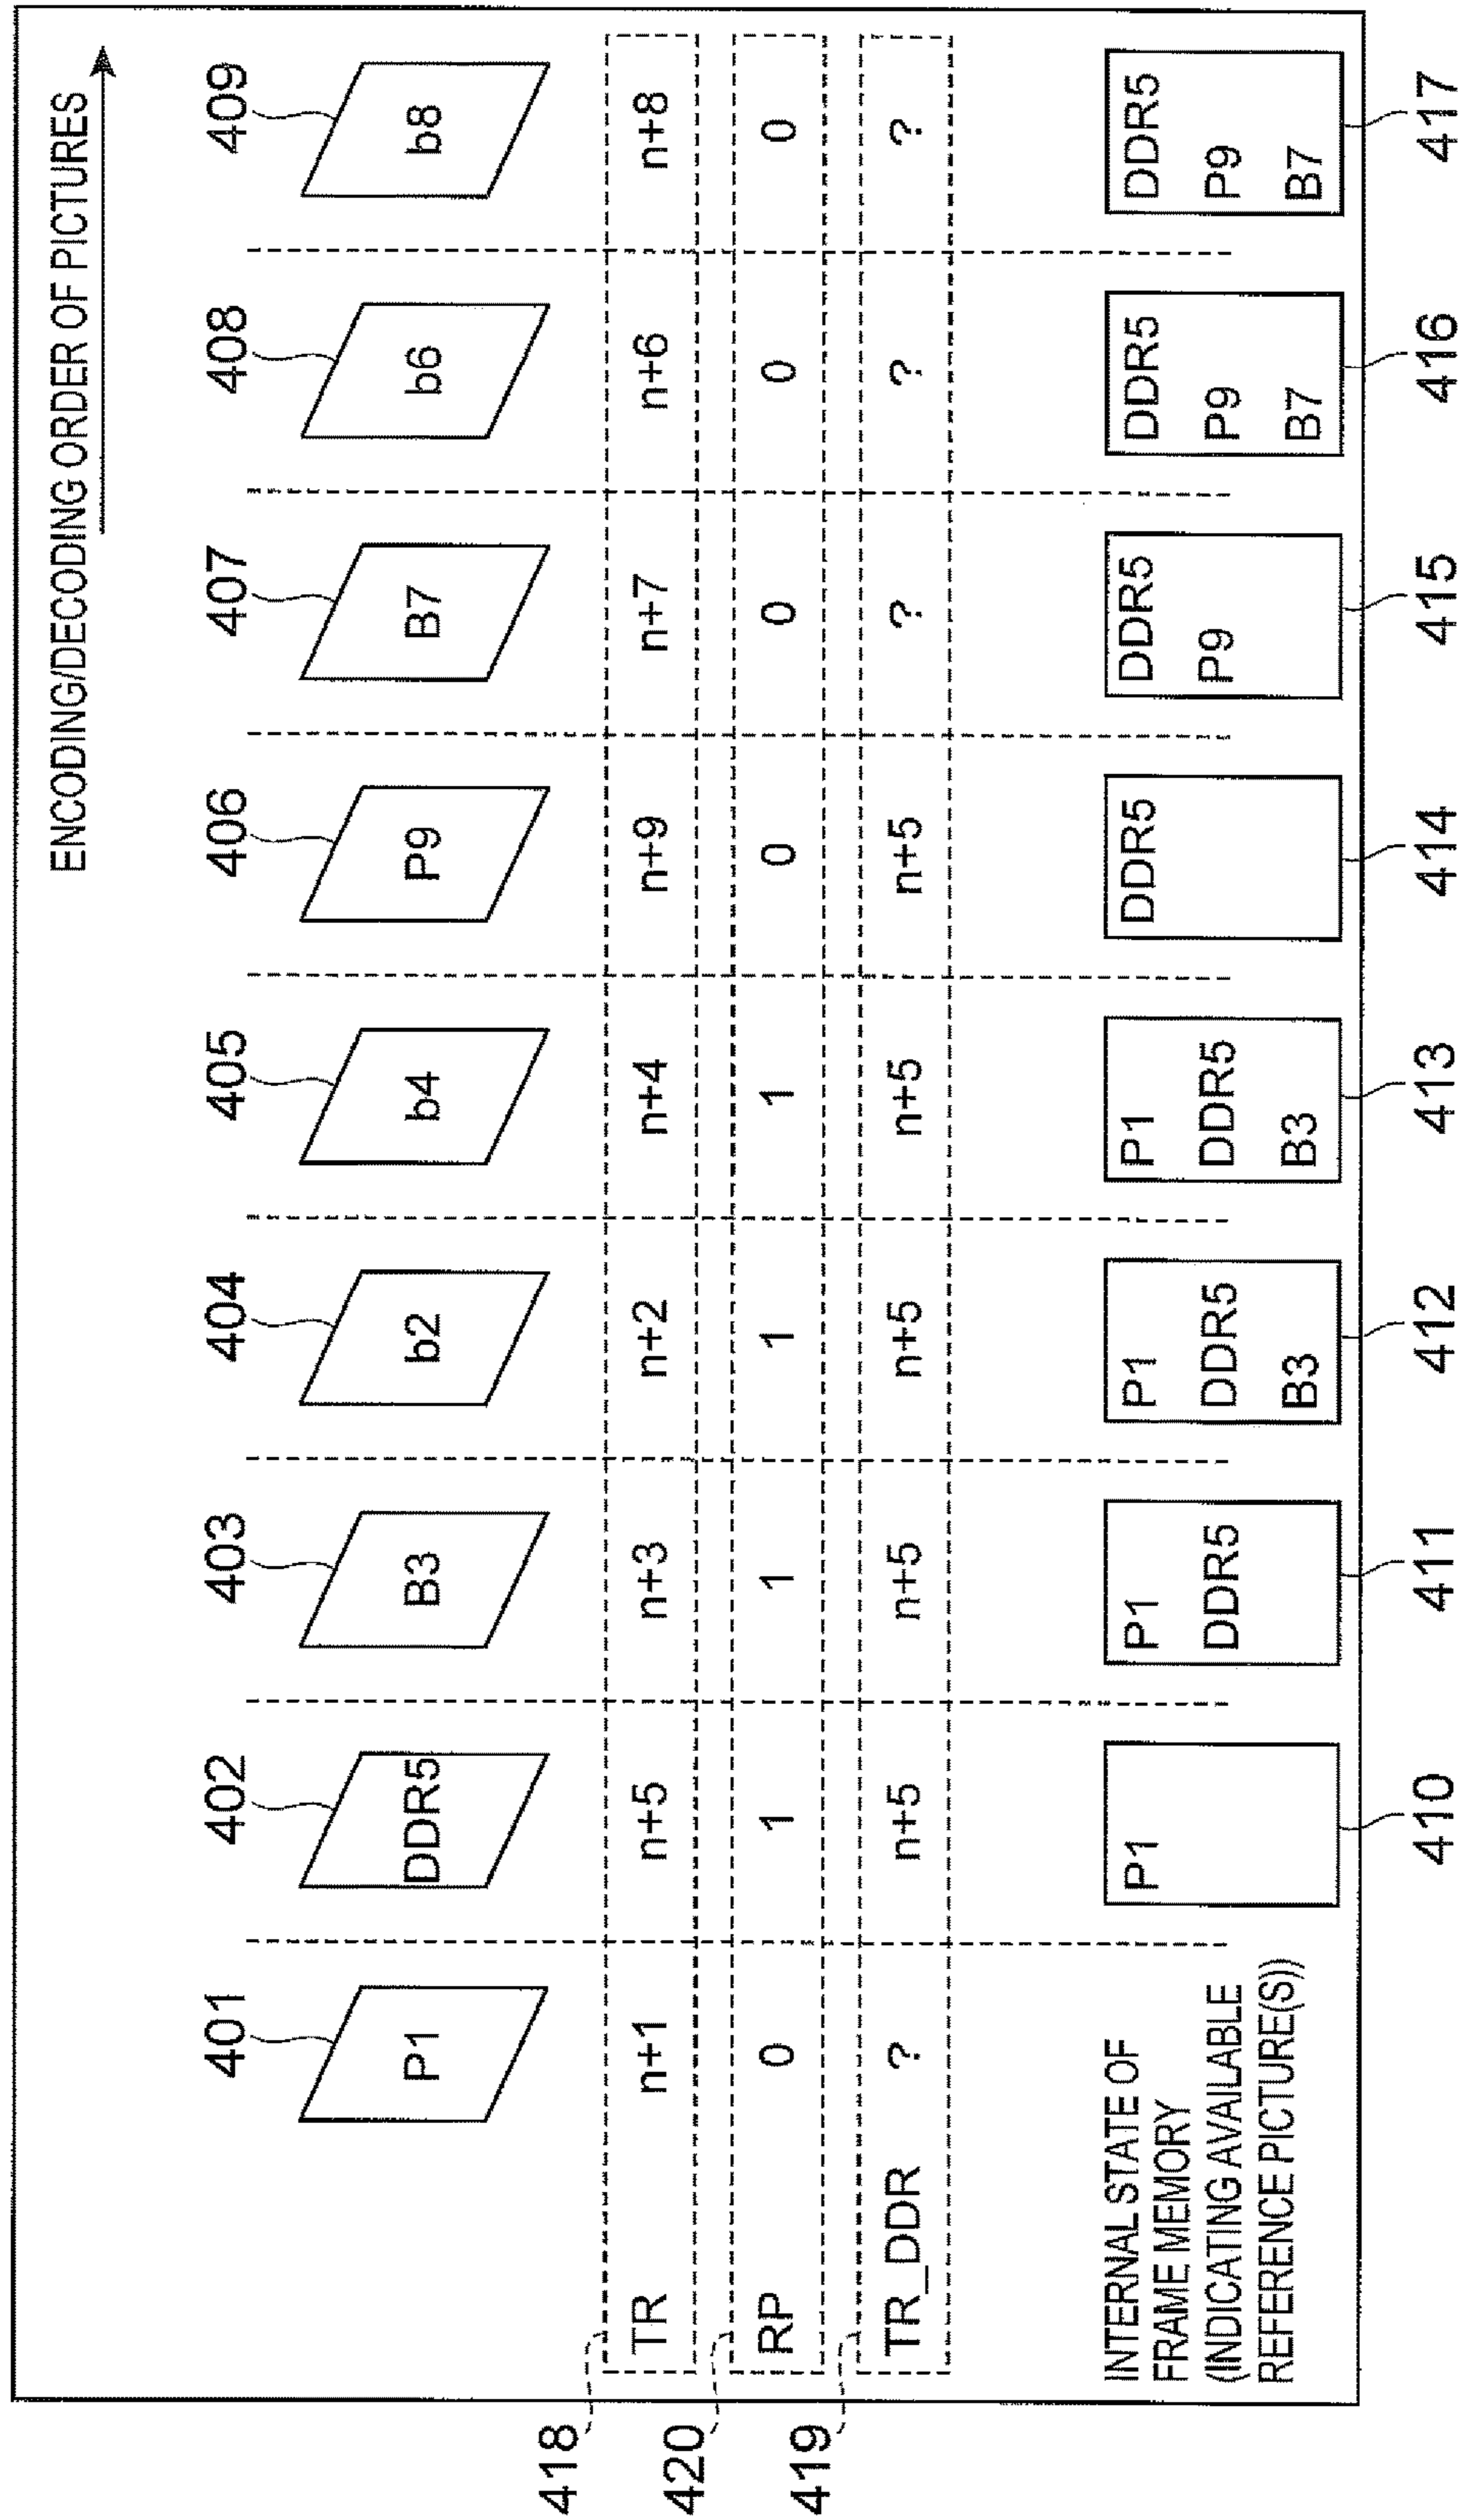 ENCODING/DECODING ORDER OF PICTURES
401 402 403 404 405 406 407 408 409
P1 DDR5 B3 b2 b4 P9 B7 b6 b8
418 TR n+1 n+5 n+3 n+2 n+4 n+9 n+7 n+6 n+8
420 RP 0 1 1 1 1 0 0 0 0
419 TR_DDR ? n+5 n+5 n+5 n+5 n+5 ? ? ?
INTERNAL STATE OF
FRAME MEMORY
(INDICATING AVAILABLE
REFERENCE PICTURE(S))
P1
410
P1
DDR5
411
P1
DDR5
B3
412
P1
DDR5
B3
413
DDR5
414
DDR5
P9
415
DDR5
P9
B7
416
DDR5
P9
B7
417